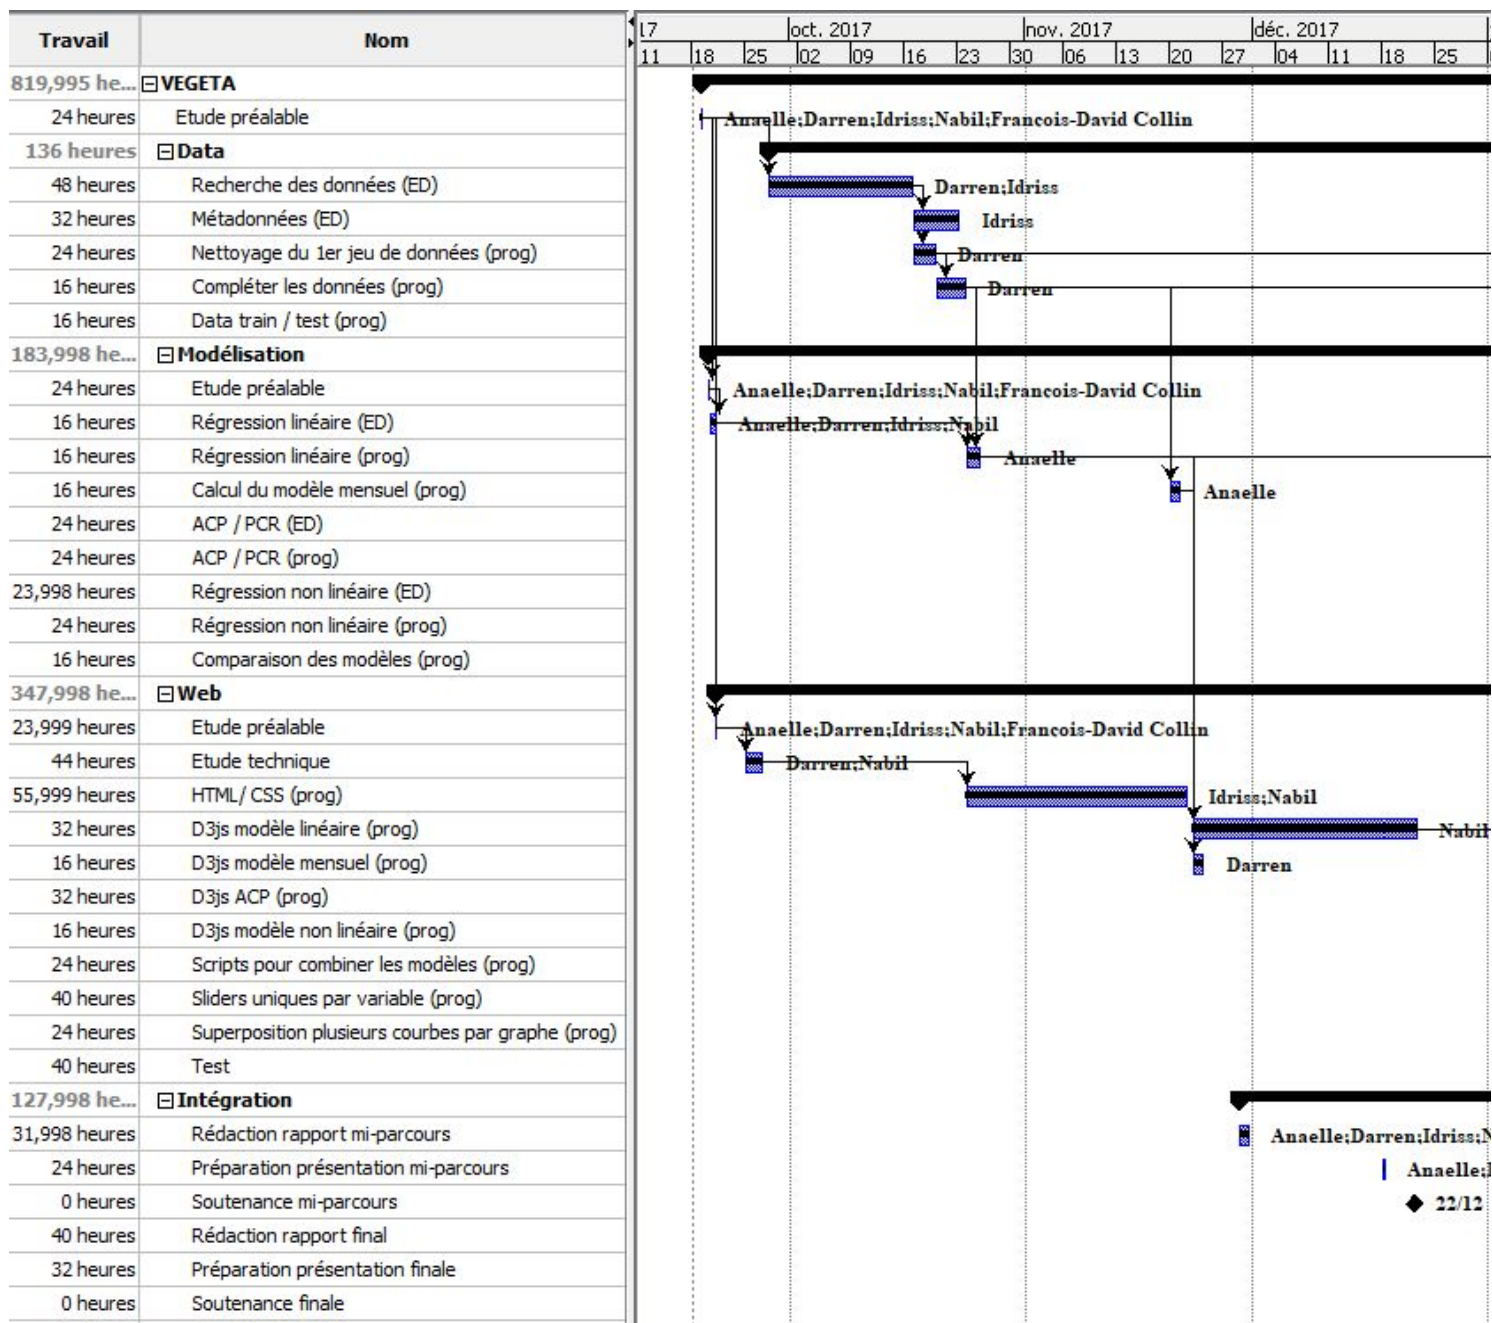 Travail Nom 17 oct. 2017 nov. 2017 déc. 2017
11 18 25 02 09 16 23 30 06 13 20 27 04 11 18 25
819,995 he... VEGETA
24 heures Etude préalable Anaelle;Darren;Idriss;Nabil;Francois-David Collin
136 heures Data
48 heures Recherche des données (ED) Darren;Idriss
32 heures Métadonnées (ED) Idriss
24 heures Nettoyage du 1er jeu de données (prog) Darren
16 heures Compléter les données (prog) Darren
16 heures Data train / test (prog)
183,998 he... Modélisation
24 heures Etude préalable Anaelle;Darren;Idriss;Nabil;Francois-David Collin
16 heures Régression linéaire (ED) Anaelle;Darren;Idriss;Nabil
16 heures Régression linéaire (prog) Anaelle
16 heures Calcul du modèle mensuel (prog) Anaelle
24 heures ACP / PCR (ED)
24 heures ACP / PCR (prog)
23,998 heures Régression non linéaire (ED)
24 heures Régression non linéaire (prog)
16 heures Comparaison des modèles (prog)
347,998 he... Web
23,999 heures Etude préalable Anaelle;Darren;Idriss;Nabil;Francois-David Collin
44 heures Etude technique Darren;Nabil
55,999 heures HTML/ CSS (prog) Idriss;Nabil
32 heures D3js modèle linéaire (prog) Nabil
16 heures D3js modèle mensuel (prog) Darren
32 heures D3js ACP (prog)
16 heures D3js modèle non linéaire (prog)
24 heures Scripts pour combiner les modèles (prog)
40 heures Sliders uniques par variable (prog)
24 heures Superposition plusieurs courbes par graphe (prog)
40 heures Test
127,998 he... Intégration
31,998 heures Rédaction rapport mi-parcours Anaelle;Darren;Idriss;N
24 heures Préparation présentation mi-parcours Anaelle;
0 heures Soutenance mi-parcours 22/12
40 heures Rédaction rapport final
32 heures Préparation présentation finale
0 heures Soutenance finale